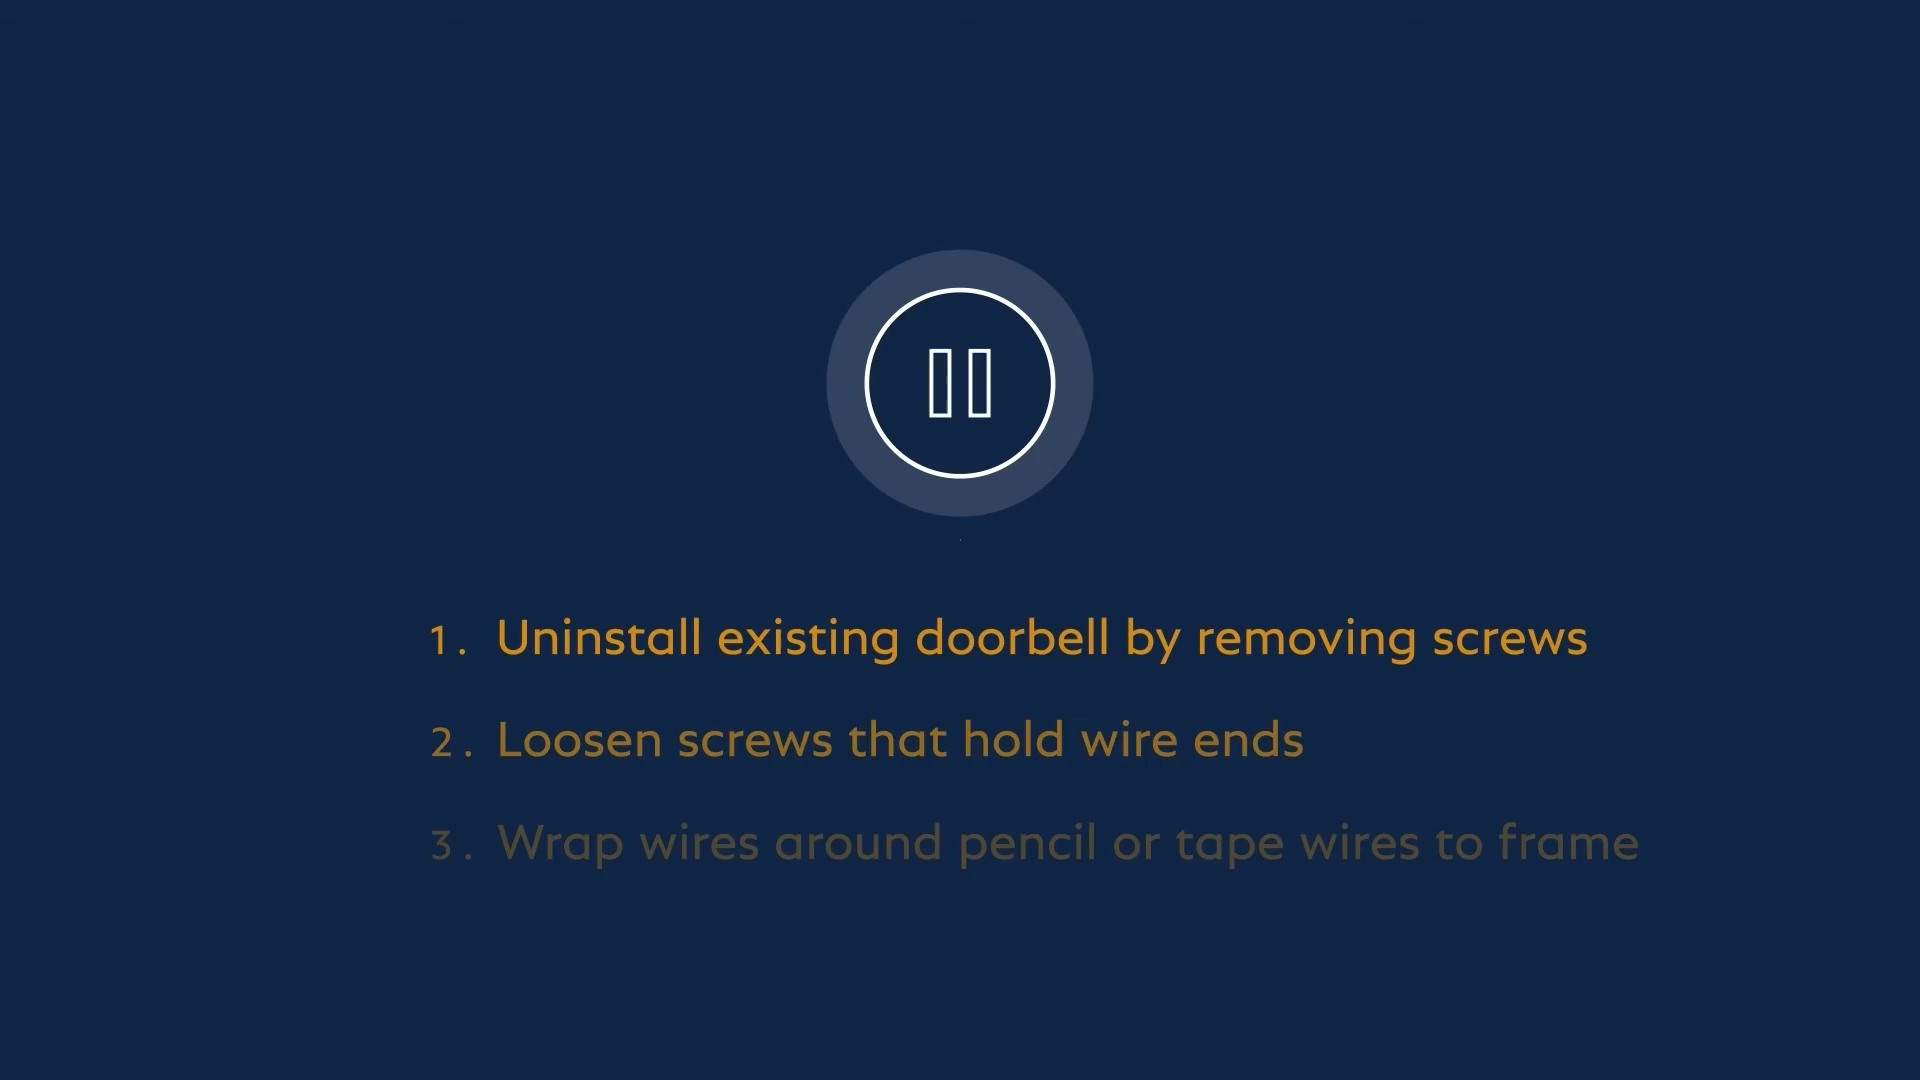 1. Uninstall existing doorbell by removing screws
2. Loosen screws that hold wire ends
3. Wrap wires around pencil or tape wires to frame